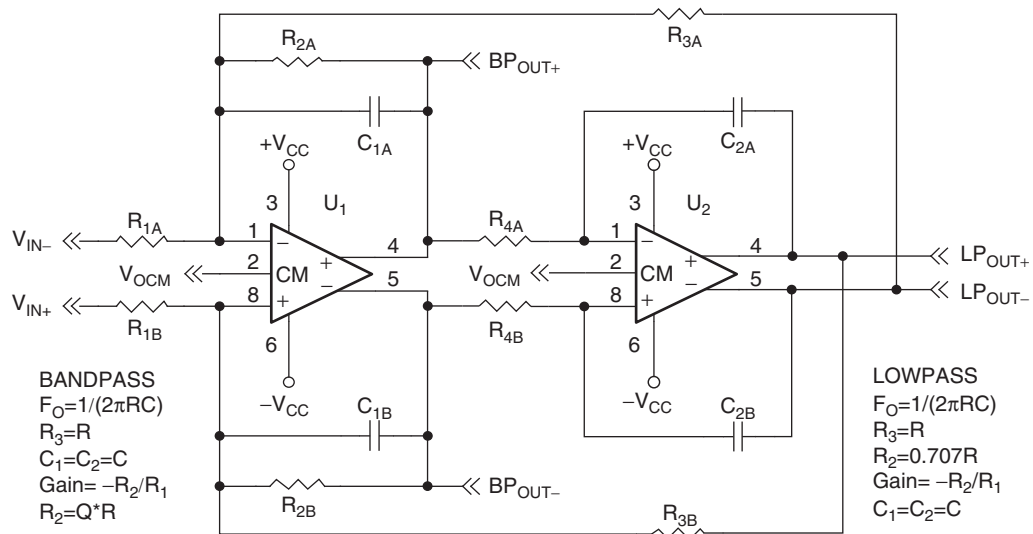 R3A
R2A
BPOUT+
C1A
C2A
+VCC
+VCC
3
U1
3
U2
R1A
R4A
VIN−
1
−
4
1
−
4
+
+
LPOUT+
VOCM
2
CM
5
VOCM
2
CM
5
−
−
LPOUT−
VIN+
8
+
8
+
R1B
R4B
6
6
−VCC
−VCC
C1B
C2B
BANDPASS
FO=1/(2πRC)
R3=R
C1=C2=C
Gain= −R2/R1
R2=Q*R
LOWPASS
FO=1/(2πRC)
R3=R
R2=0.707R
Gain= −R2/R1
C1=C2=C
BPOUT−
R2B
R3B